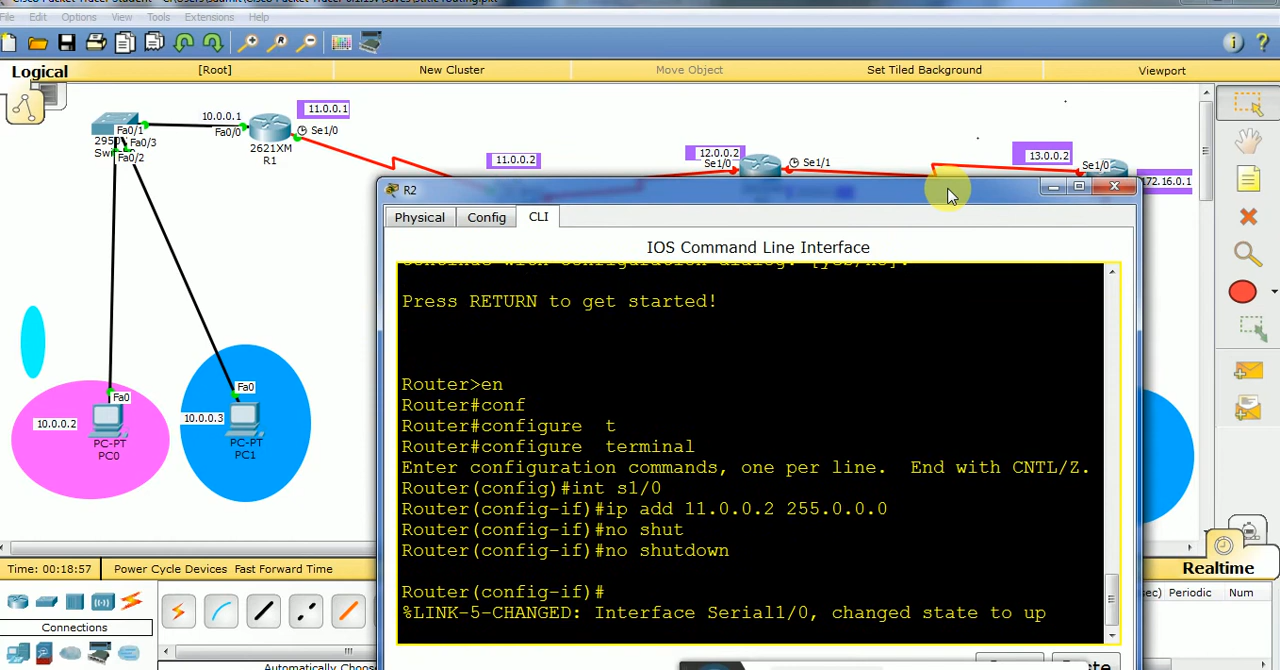 File Edit Options View Tools Extensions Help
Logical
[Root]
New Cluster
Move Object
Set Tiled Background
Viewport
10.0.0.1
11.0.0.1
Fa0/1
Fa0/3
Fa0/2
Fa0/0
Se1/0
2621XM
R1
11.0.0.2
12.0.0.2
Se1/0
Se1/1
13.0.0.2
Se1/0
172.16.0.1
R2
Physical
Config
CLI
IOS Command Line Interface
Press RETURN to get started!
Router>en
Router#conf
Router#configure t
Router#configure terminal
Enter configuration commands, one per line. End with CNTL/Z.
Router(config)#int s1/0
Router(config-if)#ip add 11.0.0.2 255.0.0.0
Router(config-if)#no shut
Router(config-if)#no shutdown
Router(config-if)#
%LINK-5-CHANGED: Interface Serial1/0, changed state to up
Fa0
10.0.0.2
PC-PT
PC0
Fa0
10.0.0.3
PC-PT
PC1
Time: 00:18:57
Power Cycle Devices Fast Forward Time
Realtime
Periodic
Num
Connections